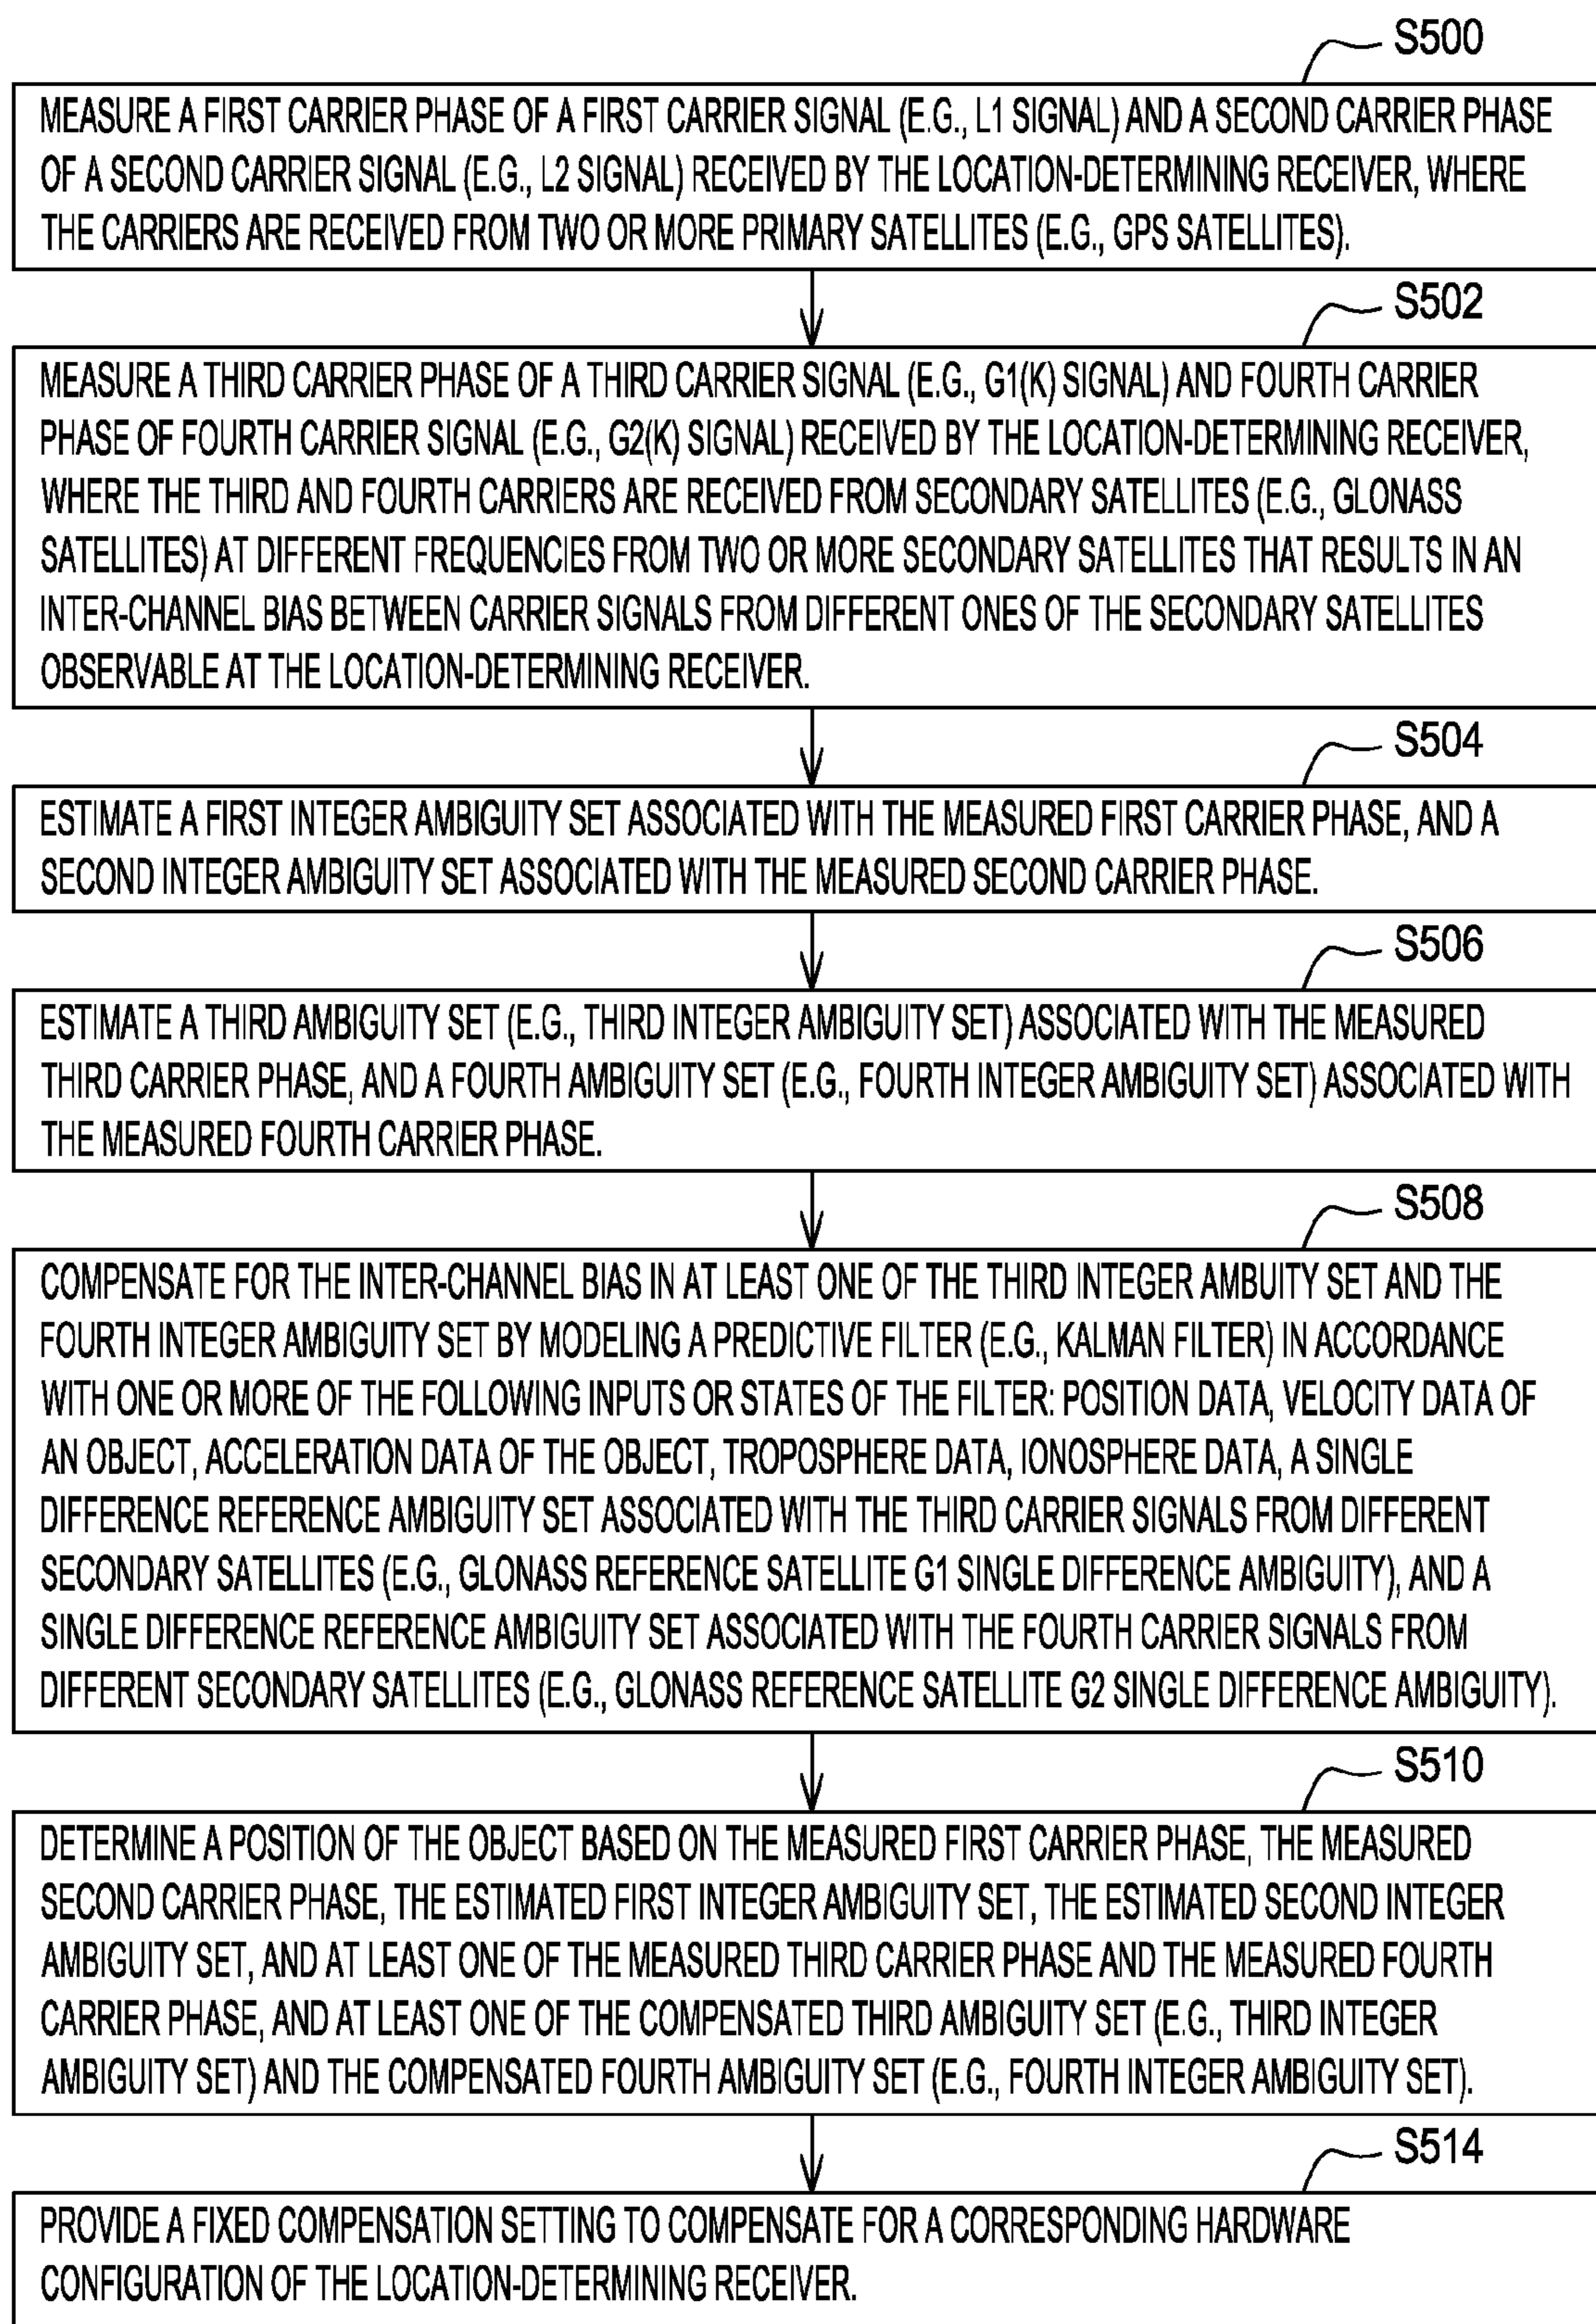 S500
MEASURE A FIRST CARRIER PHASE OF A FIRST CARRIER SIGNAL (E.G., L1 SIGNAL) AND A SECOND CARRIER PHASE
OF A SECOND CARRIER SIGNAL (E.G., L2 SIGNAL) RECEIVED BY THE LOCATION-DETERMINING RECEIVER, WHERE
THE CARRIERS ARE RECEIVED FROM TWO OR MORE PRIMARY SATELLITES (E.G., GPS SATELLITES).
S502
MEASURE A THIRD CARRIER PHASE OF A THIRD CARRIER SIGNAL (E.G., G1(K) SIGNAL) AND FOURTH CARRIER
PHASE OF FOURTH CARRIER SIGNAL (E.G., G2(K) SIGNAL) RECEIVED BY THE LOCATION-DETERMINING RECEIVER,
WHERE THE THIRD AND FOURTH CARRIERS ARE RECEIVED FROM SECONDARY SATELLITES (E.G., GLONASS
SATELLITES) AT DIFFERENT FREQUENCIES FROM TWO OR MORE SECONDARY SATELLITES THAT RESULTS IN AN
INTER-CHANNEL BIAS BETWEEN CARRIER SIGNALS FROM DIFFERENT ONES OF THE SECONDARY SATELLITES
OBSERVABLE AT THE LOCATION-DETERMINING RECEIVER.
S504
ESTIMATE A FIRST INTEGER AMBIGUITY SET ASSOCIATED WITH THE MEASURED FIRST CARRIER PHASE, AND A
SECOND INTEGER AMBIGUITY SET ASSOCIATED WITH THE MEASURED SECOND CARRIER PHASE.
S506
ESTIMATE A THIRD AMBIGUITY SET (E.G., THIRD INTEGER AMBIGUITY SET) ASSOCIATED WITH THE MEASURED
THIRD CARRIER PHASE, AND A FOURTH AMBIGUITY SET (E.G., FOURTH INTEGER AMBIGUITY SET) ASSOCIATED WITH
THE MEASURED FOURTH CARRIER PHASE.
S508
COMPENSATE FOR THE INTER-CHANNEL BIAS IN AT LEAST ONE OF THE THIRD INTEGER AMBUITY SET AND THE
FOURTH INTEGER AMBIGUITY SET BY MODELING A PREDICTIVE FILTER (E.G., KALMAN FILTER) IN ACCORDANCE
WITH ONE OR MORE OF THE FOLLOWING INPUTS OR STATES OF THE FILTER: POSITION DATA, VELOCITY DATA OF
AN OBJECT, ACCELERATION DATA OF THE OBJECT, TROPOSPHERE DATA, IONOSPHERE DATA, A SINGLE
DIFFERENCE REFERENCE AMBIGUITY SET ASSOCIATED WITH THE THIRD CARRIER SIGNALS FROM DIFFERENT
SECONDARY SATELLITES (E.G., GLONASS REFERENCE SATELLITE G1 SINGLE DIFFERENCE AMBIGUITY), AND A
SINGLE DIFFERENCE REFERENCE AMBIGUITY SET ASSOCIATED WITH THE FOURTH CARRIER SIGNALS FROM
DIFFERENT SECONDARY SATELLITES (E.G., GLONASS REFERENCE SATELLITE G2 SINGLE DIFFERENCE AMBIGUITY).
S510
DETERMINE A POSITION OF THE OBJECT BASED ON THE MEASURED FIRST CARRIER PHASE, THE MEASURED
SECOND CARRIER PHASE, THE ESTIMATED FIRST INTEGER AMBIGUITY SET, THE ESTIMATED SECOND INTEGER
AMBIGUITY SET, AND AT LEAST ONE OF THE MEASURED THIRD CARRIER PHASE AND THE MEASURED FOURTH
CARRIER PHASE, AND AT LEAST ONE OF THE COMPENSATED THIRD AMBIGUITY SET (E.G., THIRD INTEGER
AMBIGUITY SET) AND THE COMPENSATED FOURTH AMBIGUITY SET (E.G., FOURTH INTEGER AMBIGUITY SET).
S514
PROVIDE A FIXED COMPENSATION SETTING TO COMPENSATE FOR A CORRESPONDING HARDWARE
CONFIGURATION OF THE LOCATION-DETERMINING RECEIVER.